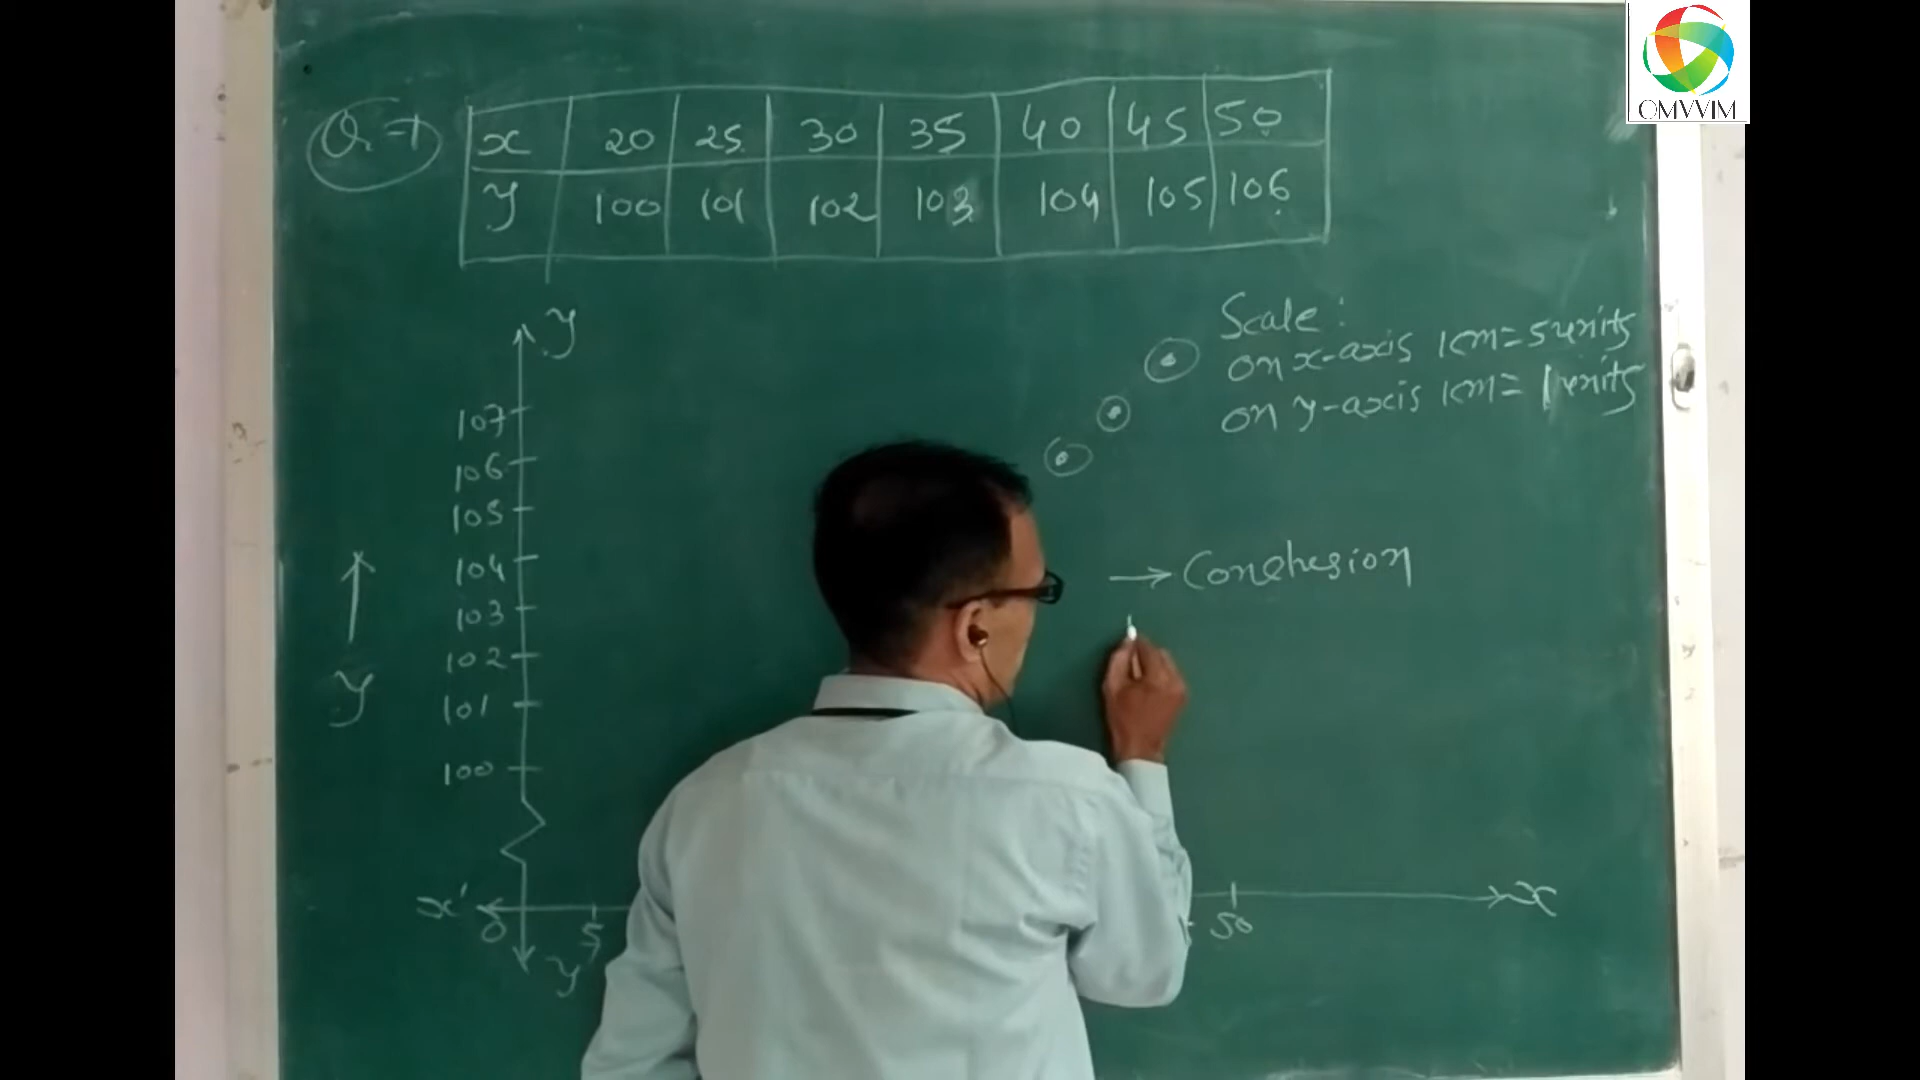 OMVVIM
Q-1
x 20 25 30 35 40 45 50
y 100 101 102 103 104 105 106
Scale:
on x-axis 1cm = 5 units
on y-axis 1cm = 1 units
y
107
106
105
104
103
102
101
100
y
→ Conclusion
x' 0 5 50 x
y'